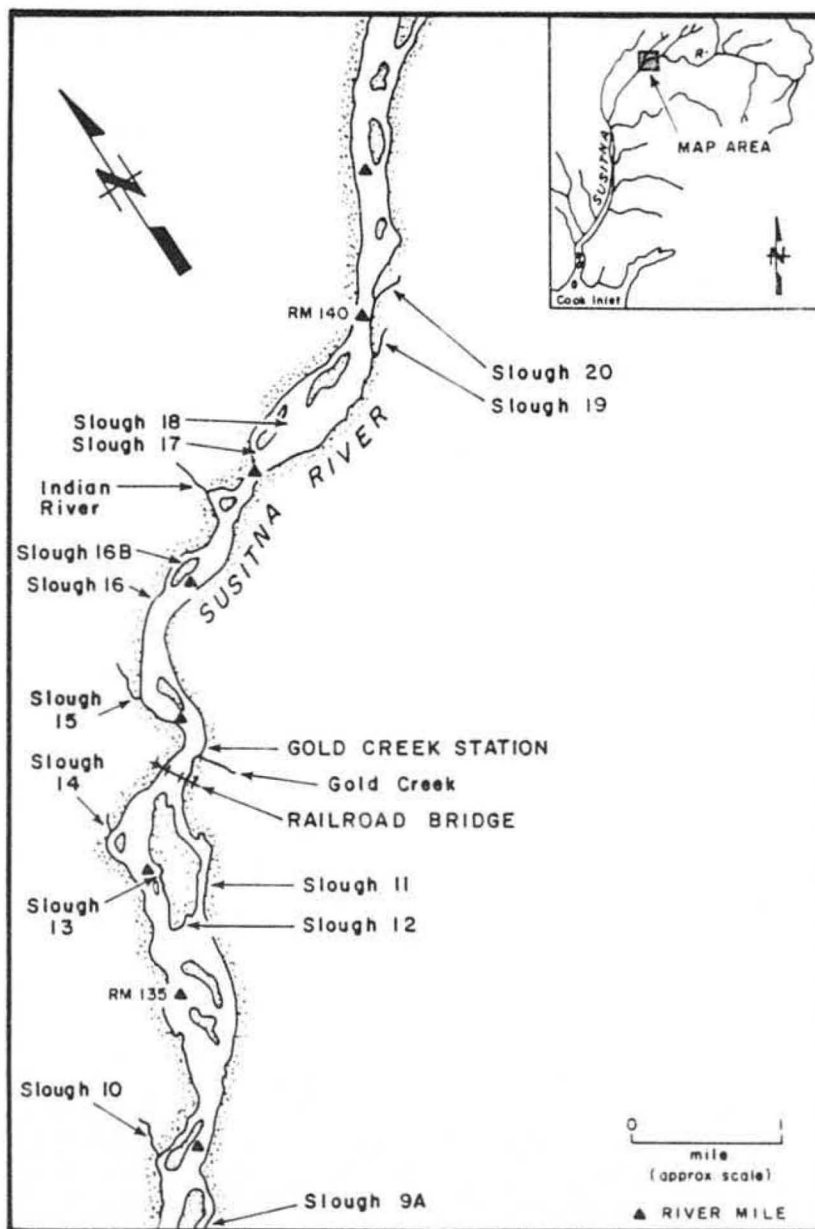 R.
MAP AREA
SUSITNA
N
Cook Inlet
N
RM 140
Slough 20
Slough 19
Slough 18
Slough 17
Indian
River
SUSITNA RIVER
Slough 16B
Slough 16
Slough
15
GOLD CREEK STATION
Gold Creek
Slough
14
RAILROAD BRIDGE
Slough 11
Slough
13
Slough 12
RM 135
Slough 10
0 1
mile
(approx scale)
Slough 9A
▲ RIVER MILE